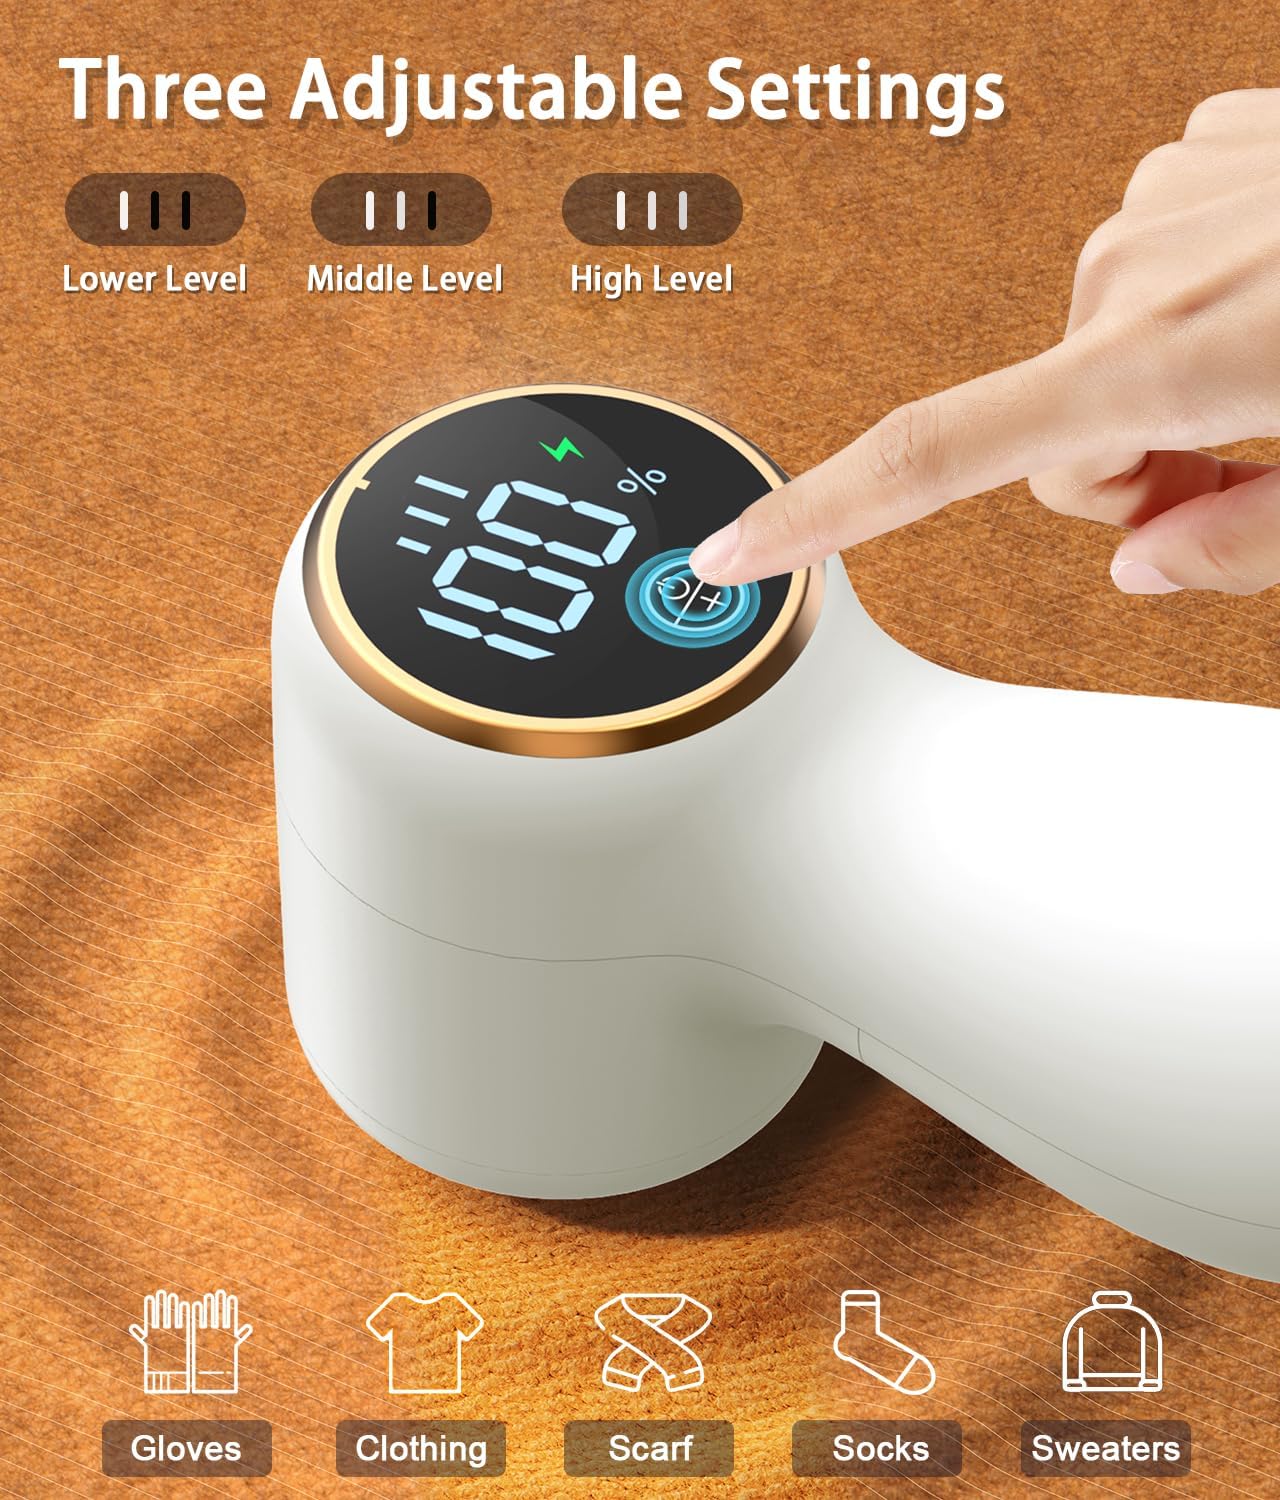 Three Adjustable Settings
Lower Level
Middle Level
High Level
100%
Gloves
Clothing
Scarf
Socks
Sweaters